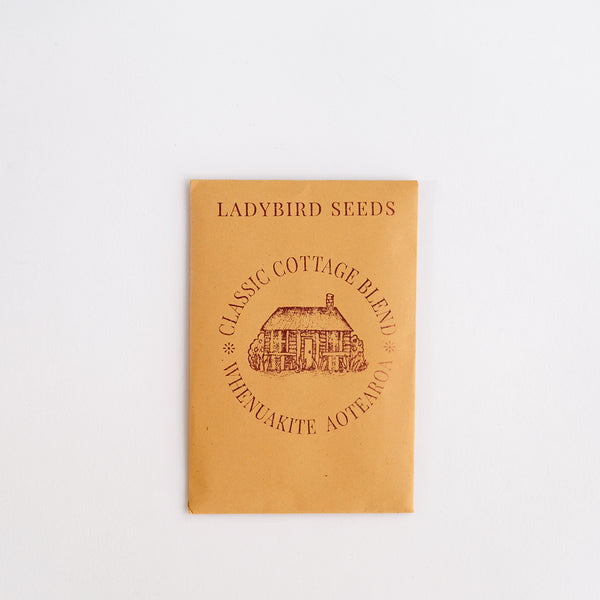 LADYBIRD SEEDS
CLASSIC COTTAGE BLEND
WHENUAKITE AOTEAROA